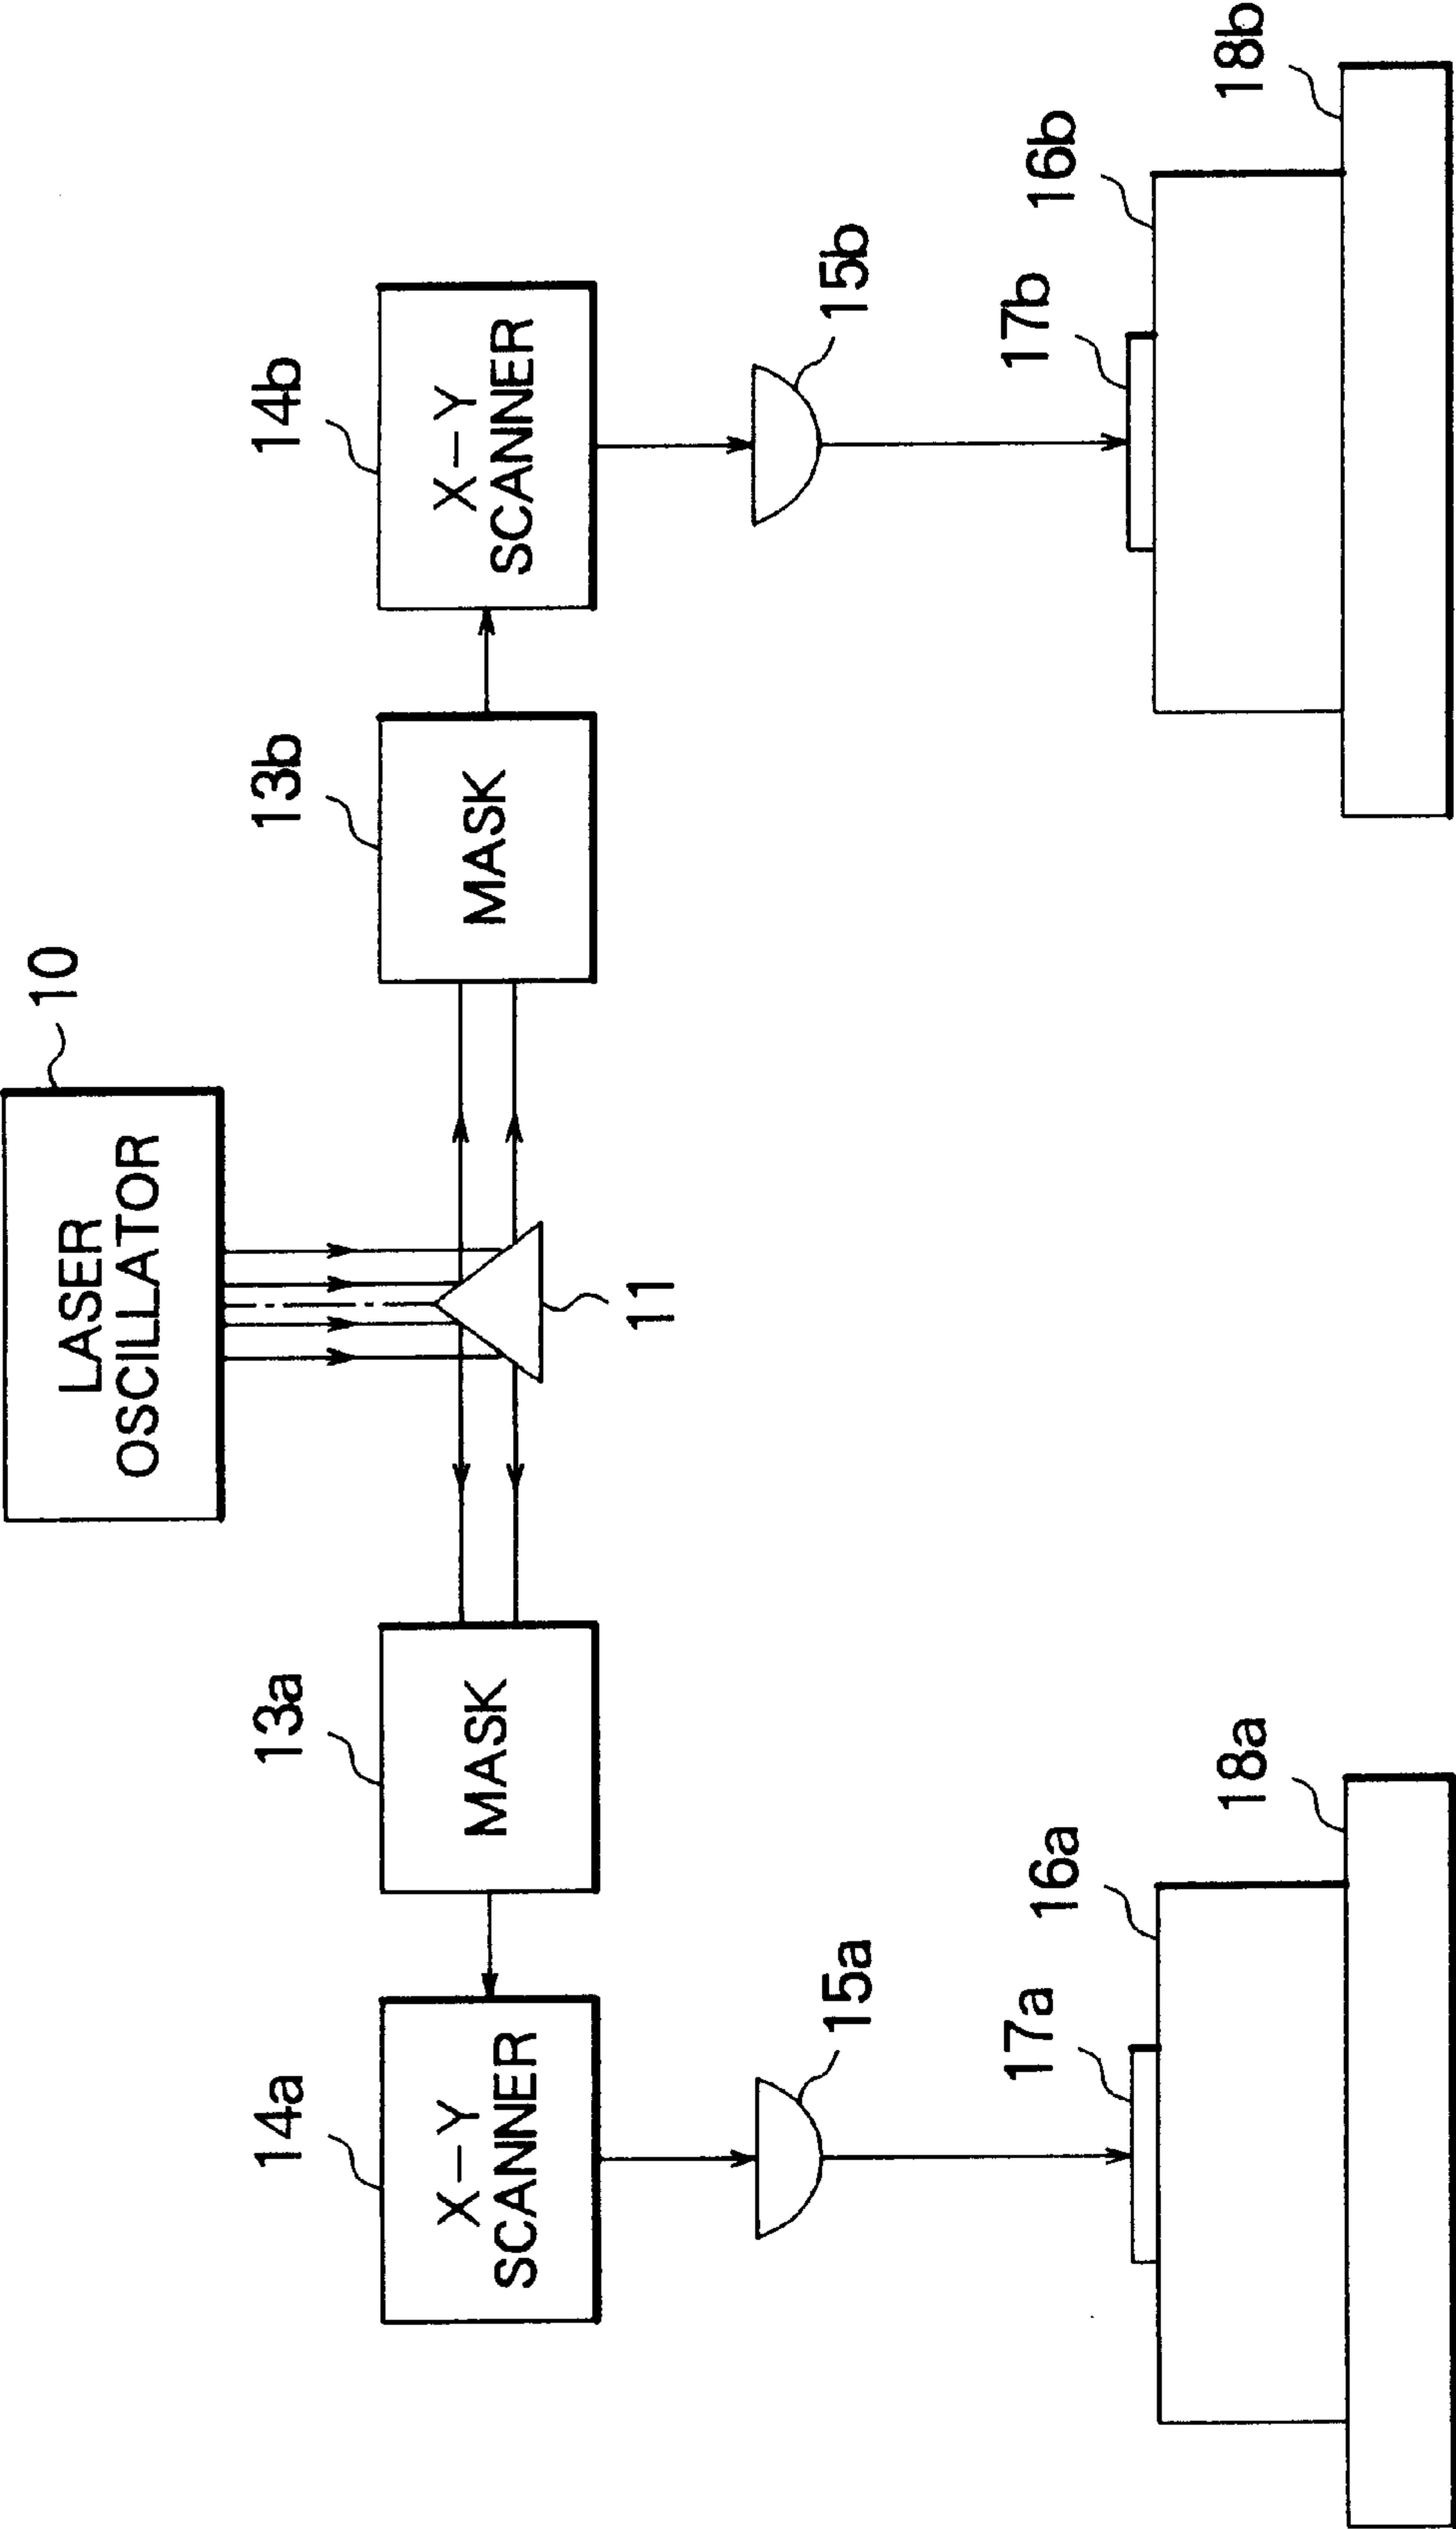 LASER
OSCILLATOR
10
14a
13a
13b
14b
X–Y
SCANNER
MASK
MASK
X–Y
SCANNER
11
15a
15b
17a
16a
18a
17b
16b
18b